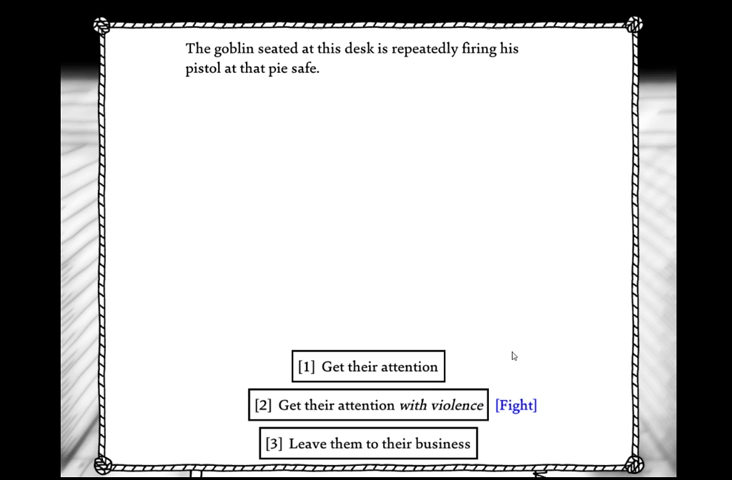 The goblin seated at this desk is repeatedly firing his
pistol at that pie safe.
[1] Get their attention
[2] Get their attention with violence [Fight]
[3] Leave them to their business